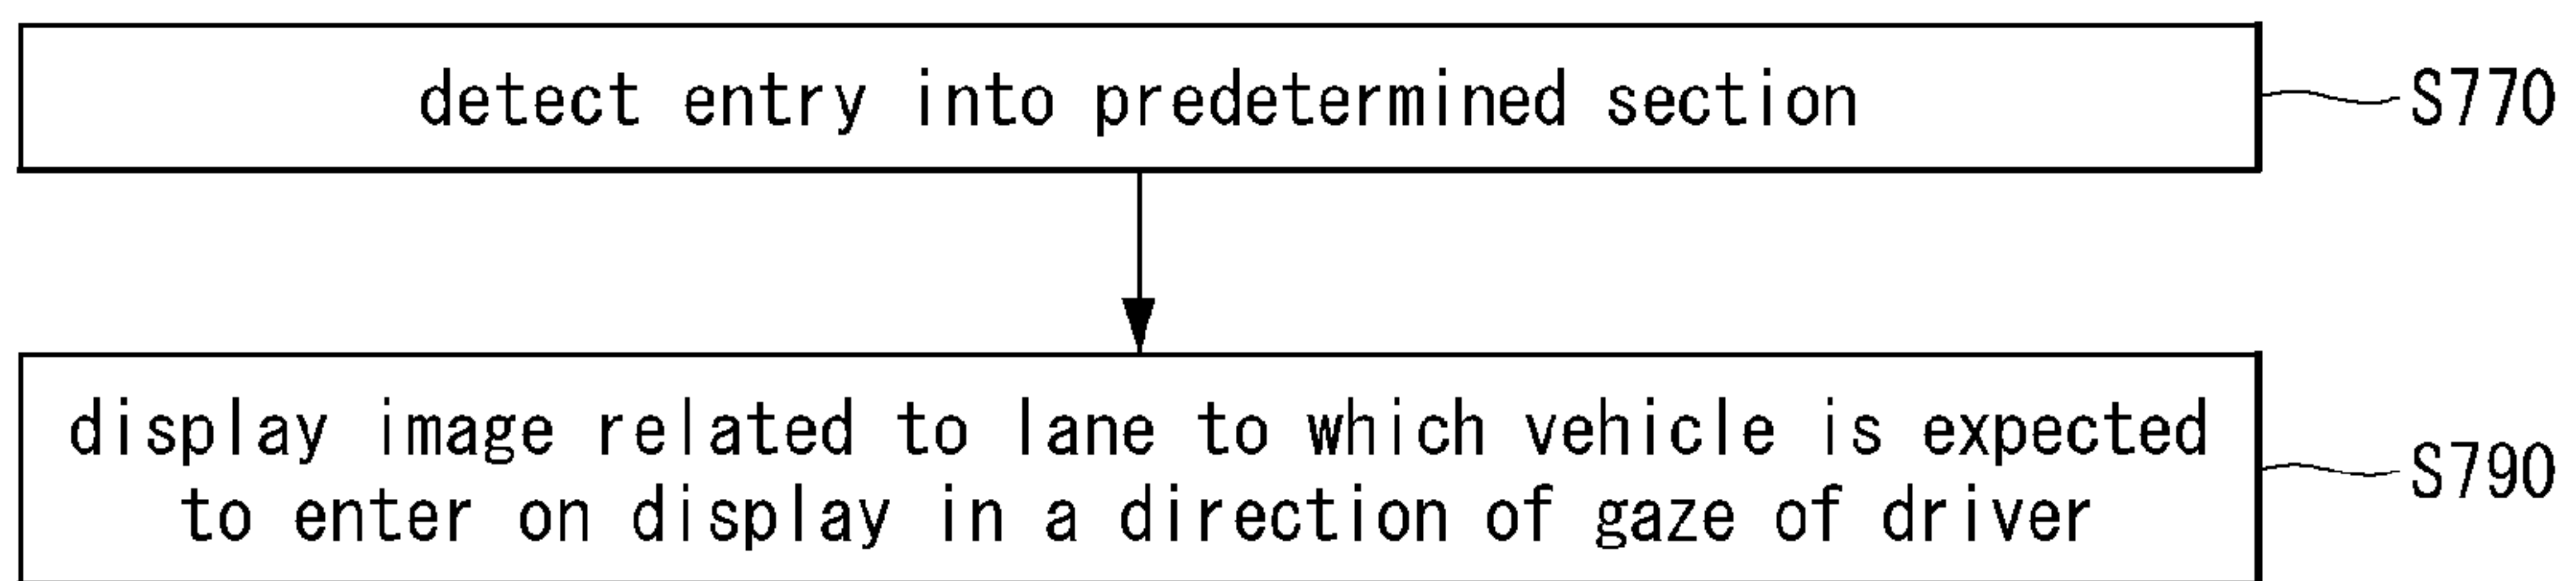 detect entry into predetermined section
S770
display image related to lane to which vehicle is expected
to enter on display in a direction of gaze of driver
S790